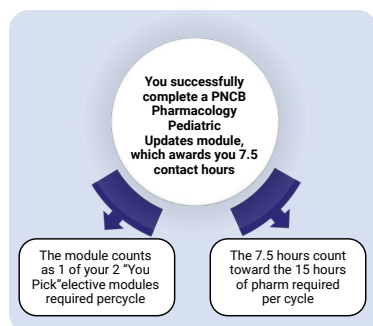 You successfully
complete a PNCB
Pharmacology
Pediatric
Updates module,
which awards you 7.5
contact hours
The module counts
as 1 of your 2 “You
Pick”elective modules
required percycle
The 7.5 hours count
toward the 15 hours
of pharm required
per cycle